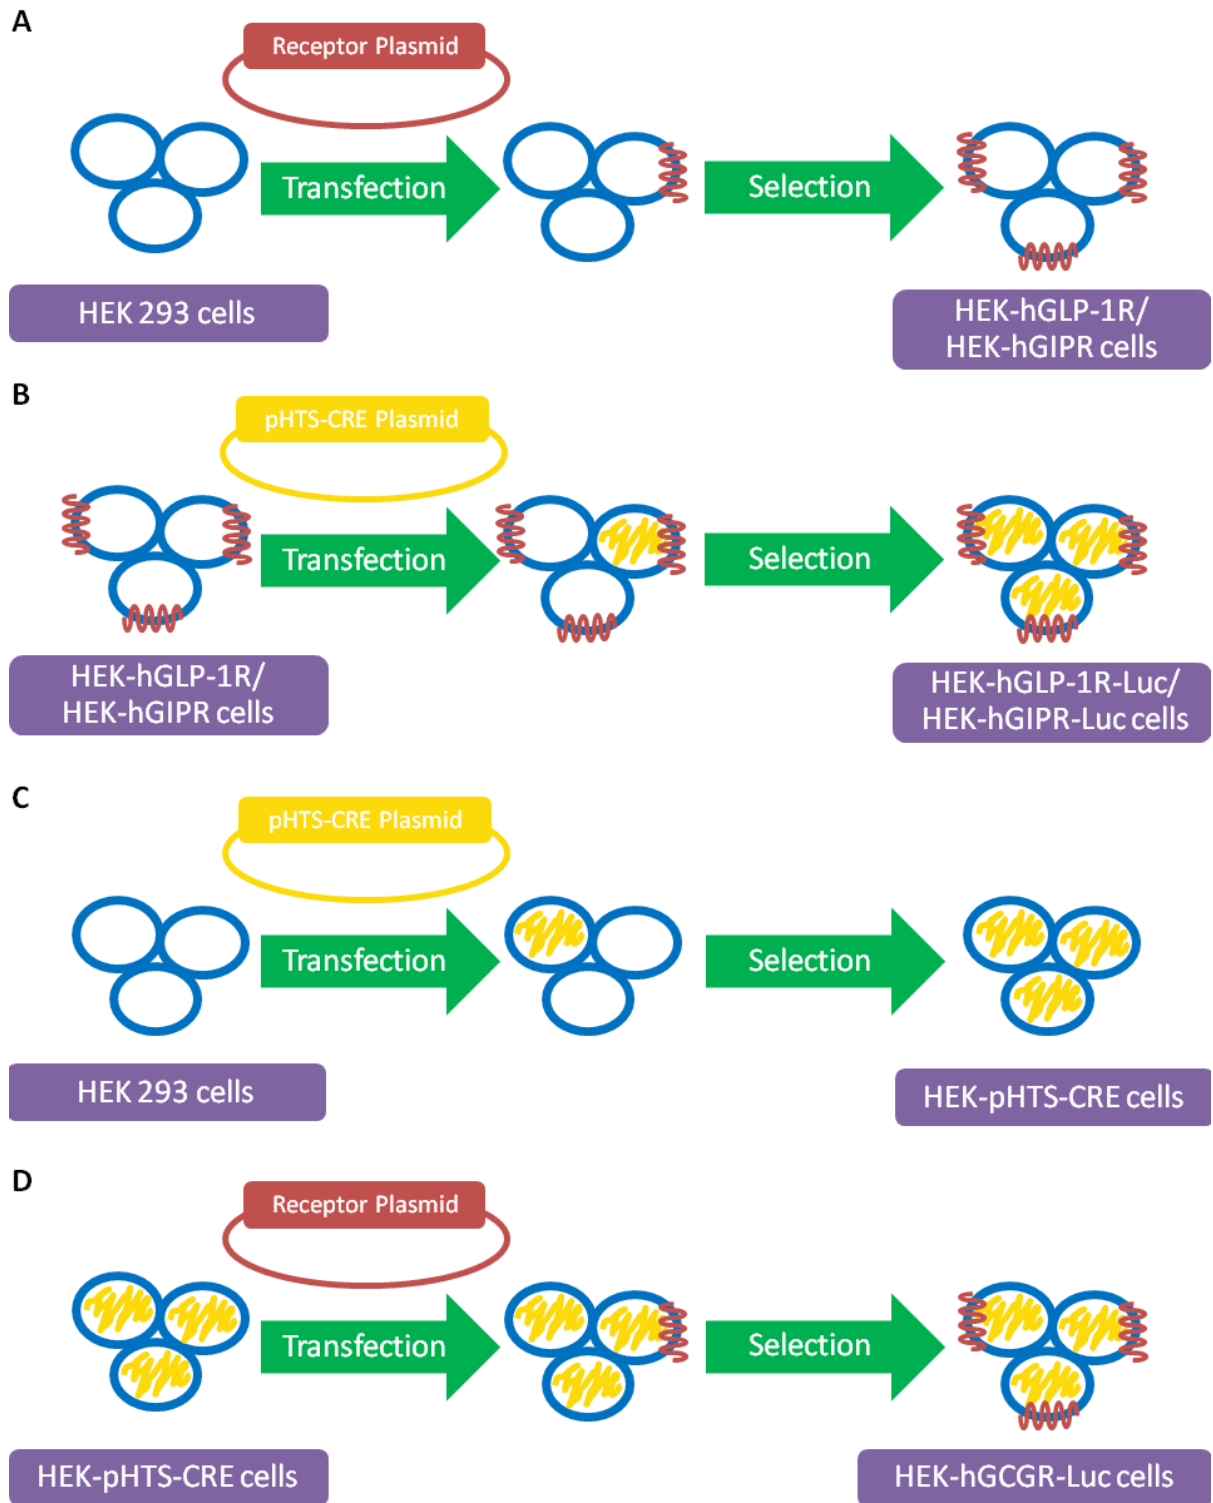 A
Receptor Plasmid
Transfection
Selection
HEK 293 cells
HEK-hGLP-1R/
HEK-hGIPR cells
B
pHTS-CRE Plasmid
Transfection
Selection
HEK-hGLP-1R/
HEK-hGIPR cells
HEK-hGLP-1R-Luc/
HEK-hGIPR-Luc cells
C
pHTS-CRE Plasmid
Transfection
Selection
HEK 293 cells
HEK-pHTS-CRE cells
D
Receptor Plasmid
Transfection
Selection
HEK-pHTS-CRE cells
HEK-hGCGR-Luc cells